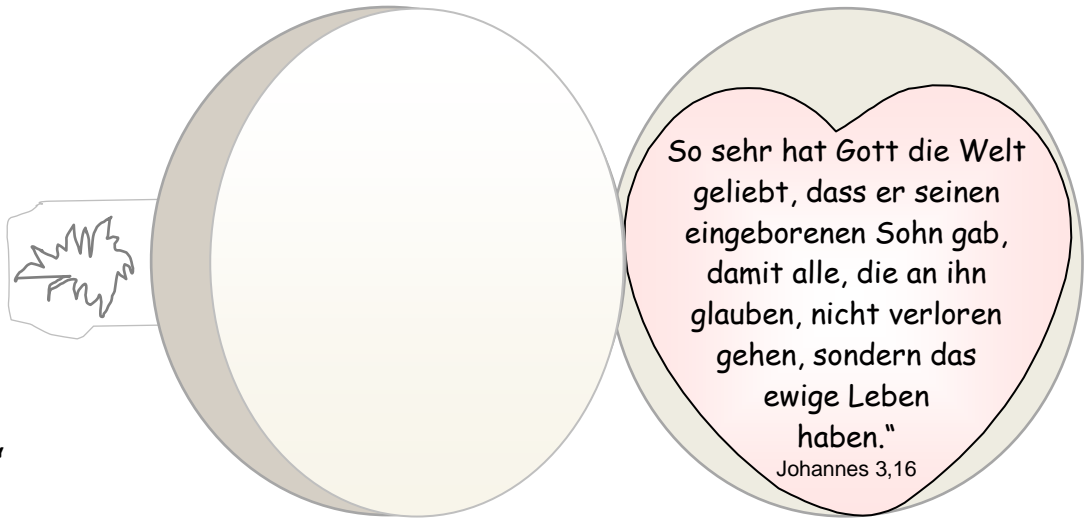 So sehr hat Gott die Welt
geliebt, dass er seinen
eingeborenen Sohn gab,
damit alle, die an ihn
glauben, nicht verloren
gehen, sondern das
ewige Leben
haben.“
Johannes 3,16